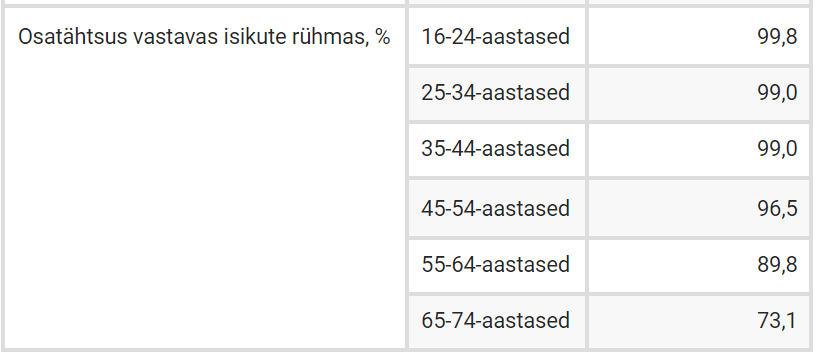 Osatähtsus vastavas isikute rühmas, % 16-24-aastased 99,8
25-34-aastased 99,0
35-44-aastased 99,0
45-54-aastased 96,5
55-64-aastased 89,8
65-74-aastased 73,1